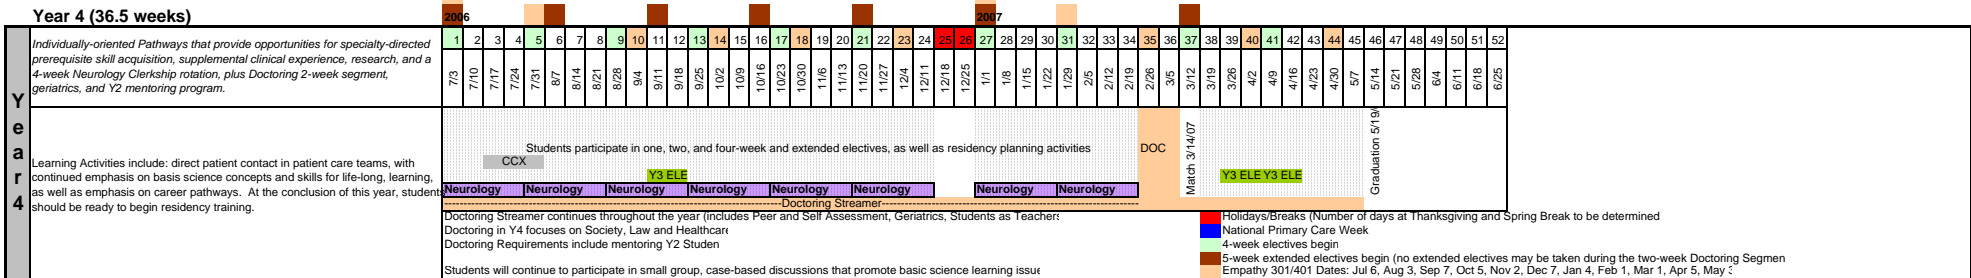 Year 4 (36.5 weeks)
2006
2007
Year 4
Individually-oriented Pathways that provide opportunities for specialty-directed
prerequisite skill acquisition, supplemental clinical experience, research, and a
4-week Neurology Clerkship rotation, plus Doctoring 2-week segment,
geriatrics, and Y2 mentoring program.
1 2 3 4 5 6 7 8 9 10 11 12 13 14 15 16 17 18 19 20 21 22 23 24 25 26 27 28 29 30 31 32 33 34 35 36 37 38 39 40 41 42 43 44 45 46 47 48 49 50 51 52
7/3 7/10 7/17 7/24 7/31 8/7 8/14 8/21 8/28 9/4 9/11 9/18 9/25 10/2 10/9 10/16 10/23 10/30 11/6 11/13 11/20 11/27 12/4 12/11 12/18 12/25 1/1 1/8 1/15 1/22 1/29 2/5 2/12 2/19 2/26 3/5 3/12 3/19 3/26 4/2 4/9 4/16 4/23 4/30 5/7 5/14 5/21 5/28 6/4 6/11 6/18 6/25
Learning Activities include: direct patient contact in patient care teams, with
continued emphasis on basis science concepts and skills for life-long, learning,
as well as emphasis on career pathways. At the conclusion of this year, students
should be ready to begin residency training.
Students participate in one, two, and four-week and extended electives, as well as residency planning activities
DOC
Match 3/14/07
Graduation 5/19/
CCX
Y3 ELE
Y3 ELE Y3 ELE
Neurology Neurology Neurology Neurology Neurology Neurology Neurology Neurology
Doctoring Streamer
Doctoring Streamer continues throughout the year (includes Peer and Self Assessment, Geriatrics, Students as Teachers
Doctoring in Y4 focuses on Society, Law and Healthcare
Doctoring Requirements include mentoring Y2 Studen
Students will continue to participate in small group, case-based discussions that promote basic science learning issue
Holidays/Breaks (Number of days at Thanksgiving and Spring Break to be determined
National Primary Care Week
4-week electives begin
5-week extended electives begin (no extended electives may be taken during the two-week Doctoring Segmen
Empathy 301/401 Dates: Jul 6, Aug 3, Sep 7, Oct 5, Nov 2, Dec 7, Jan 4, Feb 1, Mar 1, Apr 5, May 3